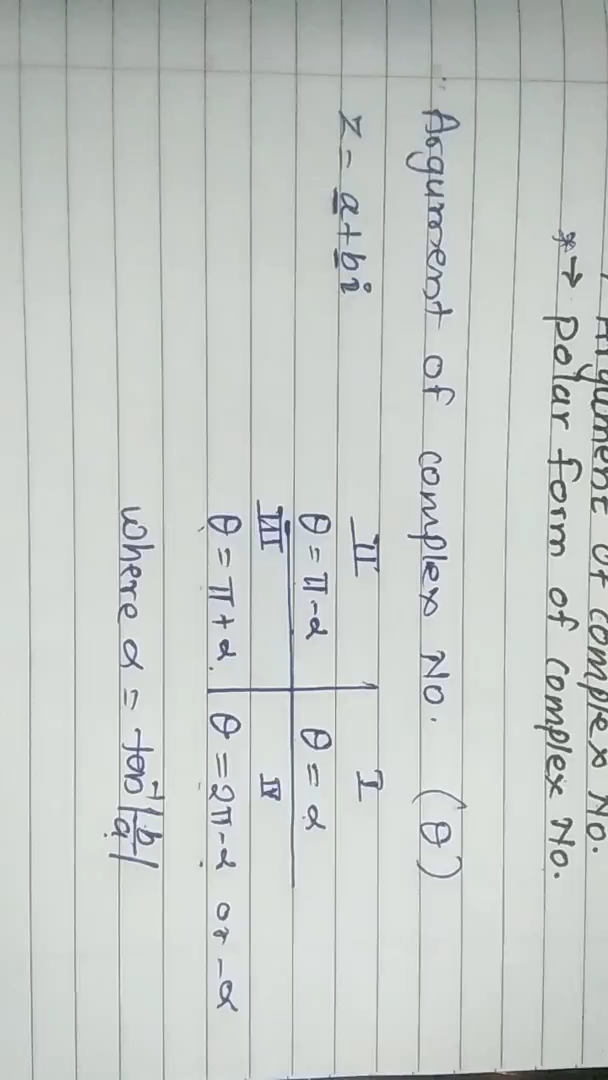 Argument of complex No.
*→ polar form of complex No.
Argument of complex No. (θ)
z = a+bi
II I
θ = π-α θ = α
III IV
θ = π+α. θ = 2π-α or -α
where α = tan⁻¹|b/a|